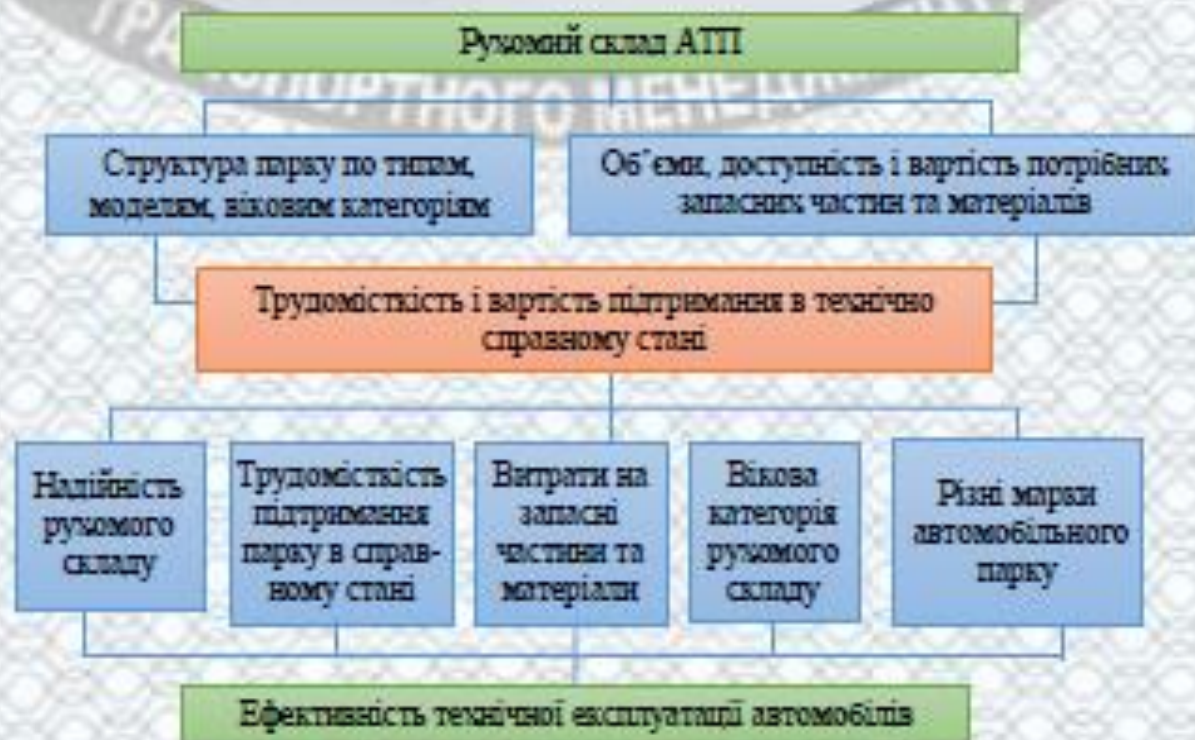 Рухомий склад АТП
ТРАНСПОРТНОГО МЕНЕДЖМЕНТ
Структура парку по типам,
моделям, віковим категоріям
Об´єми, доступність і вартість потрібних
запасних частин та матеріалів
Трудомісткість і вартість підтримання в технічно
справному стані
Надійність
рухомого
складу
Трудомісткість
підтримання
парку в справ-
ному стані
Витрати на
запасні
частини та
матеріали
Вікова
категорія
рухомого
складу
Різні марки
автомобільного
парку
Ефективність технічної експлуатації автомобілів